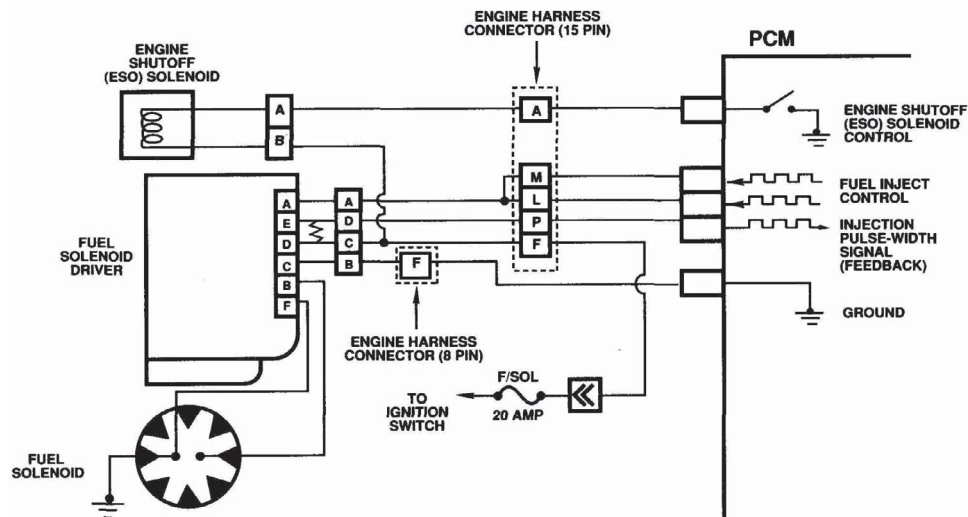 ENGINE HARNESS
CONNECTOR (15 PIN)
PCM
ENGINE
SHUTOFF
(ESO) SOLENOID
A
B
A
ENGINE SHUTOFF
(ESO) SOLENOID
CONTROL
M
L
P
F
FUEL INJECT
CONTROL
INJECTION
PULSE-WIDTH
SIGNAL
(FEEDBACK)
GROUND
FUEL
SOLENOID
DRIVER
A
E
D
C
B
F
A
D
C
B
F
ENGINE HARNESS
CONNECTOR (8 PIN)
TO
IGNITION
SWITCH
F/SOL
20 AMP
FUEL
SOLENOID